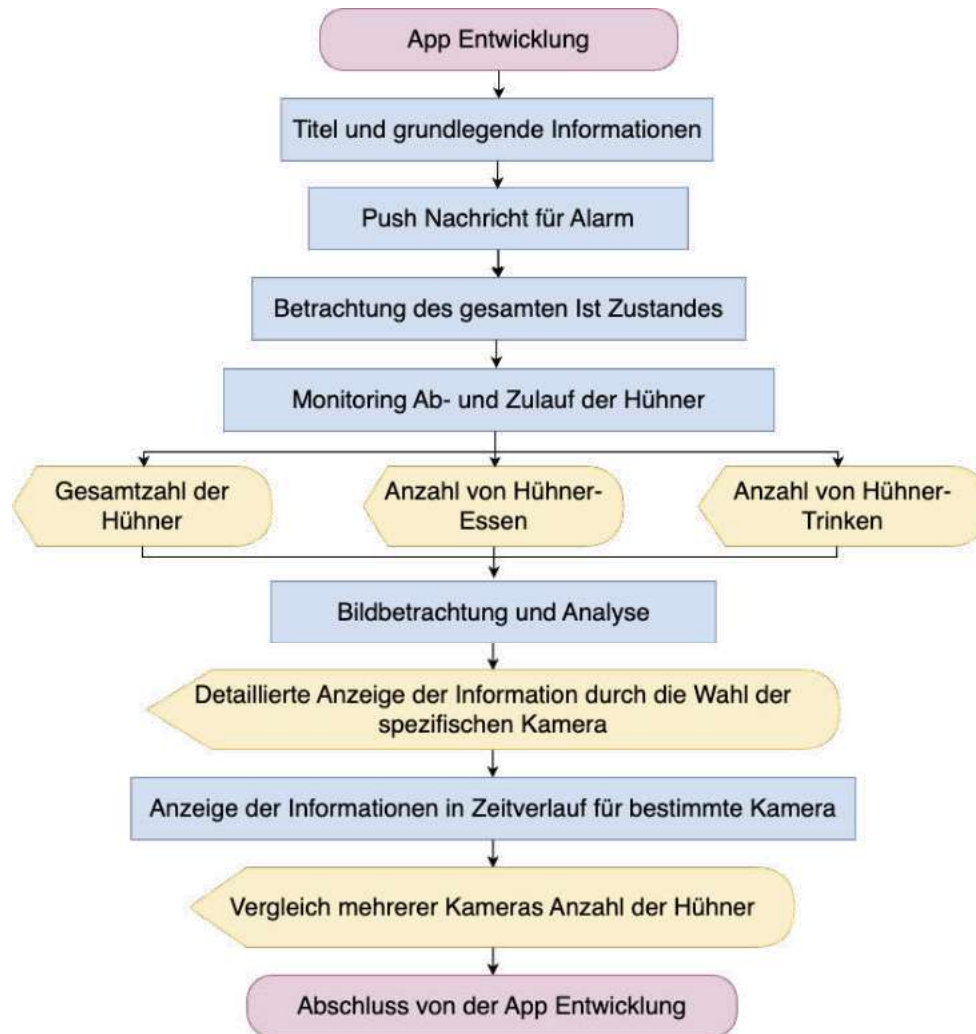 App Entwicklung
Titel und grundlegende Informationen
Push Nachricht für Alarm
Betrachtung des gesamten Ist Zustandes
Monitoring Ab- und Zulauf der Hühner
Gesamtzahl der
Hühner
Anzahl von Hühner-
Essen
Anzahl von Hühner-
Trinken
Bildbetrachtung und Analyse
Detaillierte Anzeige der Information durch die Wahl der
spezifischen Kamera
Anzeige der Informationen in Zeitverlauf für bestimmte Kamera
Vergleich mehrerer Kameras Anzahl der Hühner
Abschluss von der App Entwicklung